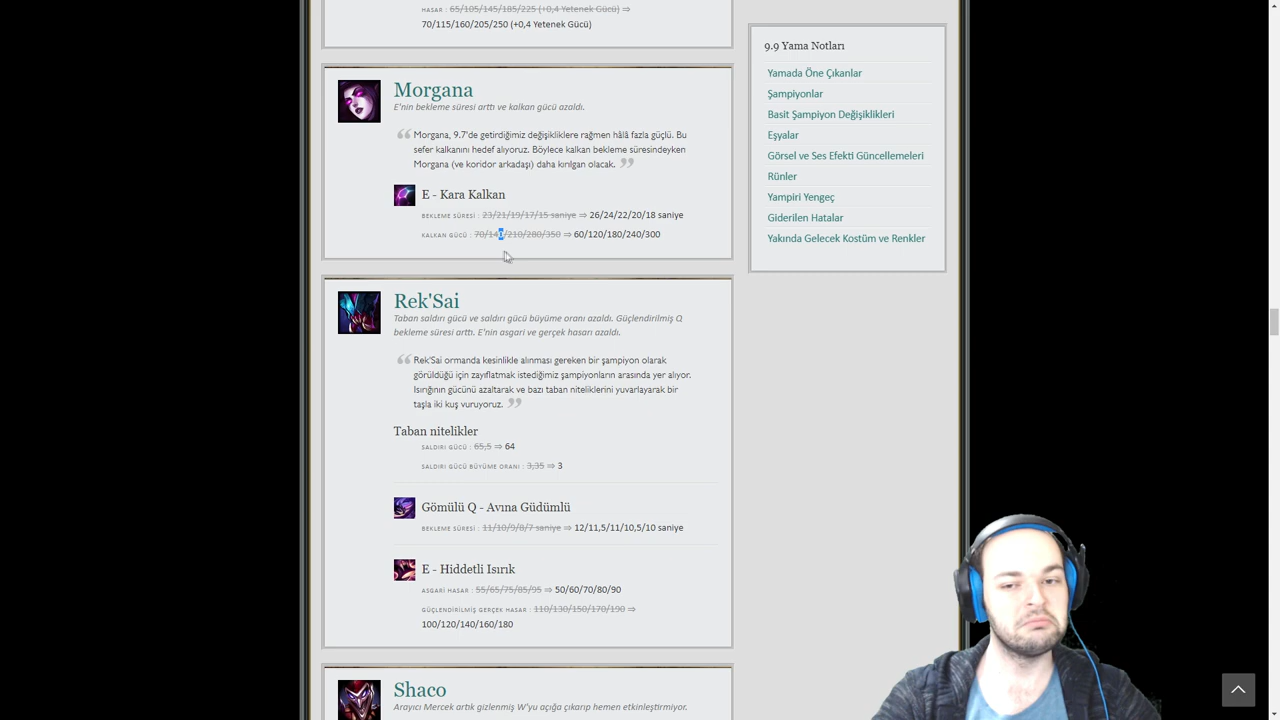 HASAR : 65/105/145/185/225 (+0,4 Yetenek Gücü) ⇒
70/115/160/205/250 (+0,4 Yetenek Gücü)
Morgana
E'nin bekleme süresi arttı ve kalkan gücü azaldı.
Morgana, 9.7'de getirdiğimiz değişikliklere rağmen hâlâ fazla güçlü. Bu
sefer kalkanını hedef alıyoruz. Böylece kalkan bekleme süresindeyken
Morgana (ve koridor arkadaşı) daha kırılgan olacak.
E - Kara Kalkan
BEKLEME SÜRESİ : 23/21/19/17/15 saniye ⇒ 26/24/22/20/18 saniye
KALKAN GÜCÜ : 70/140/210/280/350 ⇒ 60/120/180/240/300
Rek'Sai
Taban saldırı gücü ve saldırı gücü büyüme oranı azaldı. Güçlendirilmiş Q
bekleme süresi arttı. E'nin asgari ve gerçek hasarı azaldı.
Rek'Sai ormanda kesinlikle alınması gereken bir şampiyon olarak
görüldüğü için zayıflatmak istediğimiz şampiyonların arasında yer alıyor.
Isırığının gücünü azaltarak ve bazı taban niteliklerini yuvarlayarak bir
taşla iki kuş vuruyoruz.
Taban nitelikler
SALDIRI GÜCÜ : 65,5 ⇒ 64
SALDIRI GÜCÜ BÜYÜME ORANI : 3,35 ⇒ 3
Gömülü Q - Avına Güdümlü
BEKLEME SÜRESİ : 11/10/9/8/7 saniye ⇒ 12/11,5/11/10,5/10 saniye
E - Hiddetli Isırık
ASGARİ HASAR : 55/65/75/85/95 ⇒ 50/60/70/80/90
GÜÇLENDİRİLMİŞ GERÇEK HASAR : 110/130/150/170/190 ⇒
100/120/140/160/180
Shaco
Arayıcı Mercek artık gizlenmiş W'yu açığa çıkarıp hemen etkinleştirmiyor.
9.9 Yama Notları
Yamada Öne Çıkanlar
Şampiyonlar
Basit Şampiyon Değişiklikleri
Eşyalar
Görsel ve Ses Efekti Güncellemeleri
Rünler
Yampiri Yengeç
Giderilen Hatalar
Yakında Gelecek Kostüm ve Renkler